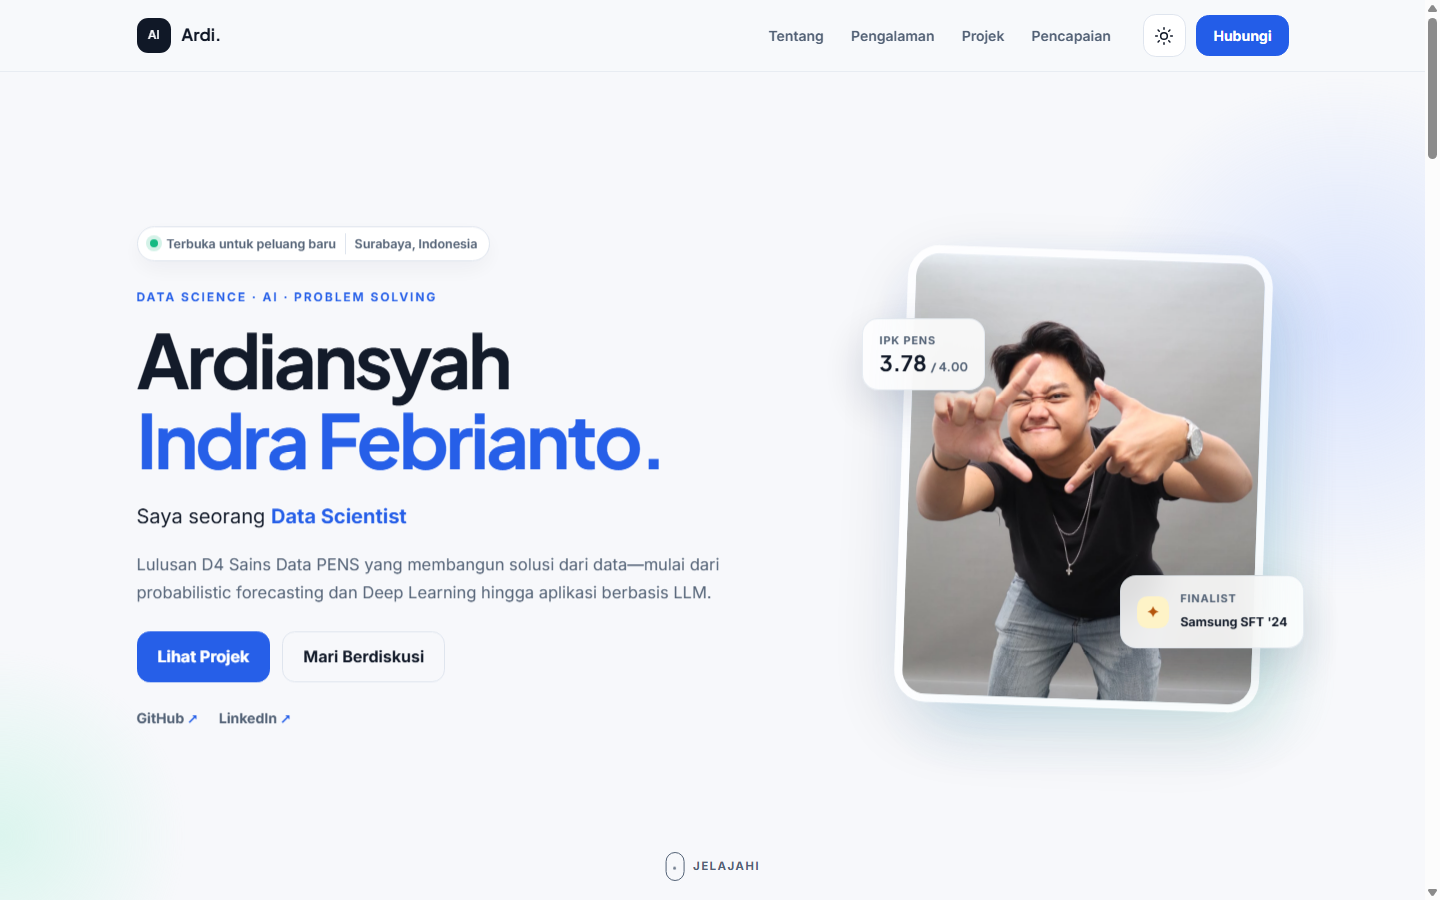 AI
Ardi.
Tentang
Pengalaman
Projek
Pencapaian
Hubungi
Terbuka untuk peluang baru
Surabaya, Indonesia
DATA SCIENCE · AI · PROBLEM SOLVING
Ardiansyah
Indra Febrianto.
Saya seorang Data Scientist
Lulusan D4 Sains Data PENS yang membangun solusi dari data—mulai dari
probabilistic forecasting dan Deep Learning hingga aplikasi berbasis LLM.
Lihat Projek
Mari Berdiskusi
GitHub ↗
LinkedIn ↗
IPK PENS
3.78 / 4.00
FINALIST
Samsung SFT '24
JELAJAHI